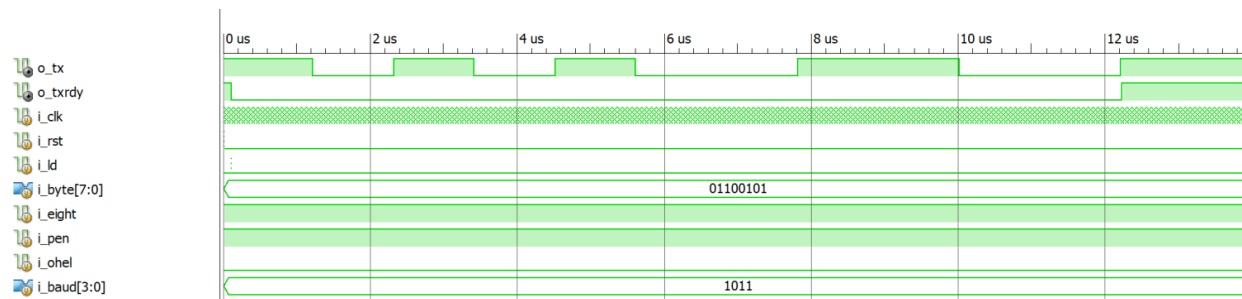 0 us 2 us 4 us 6 us 8 us 10 us 12 us
o_tx
o_txrdy
i_clk
i_rst
i_ld
i_byte[7:0] 01100101
i_eight
i_pen
i_ohel
i_baud[3:0] 1011